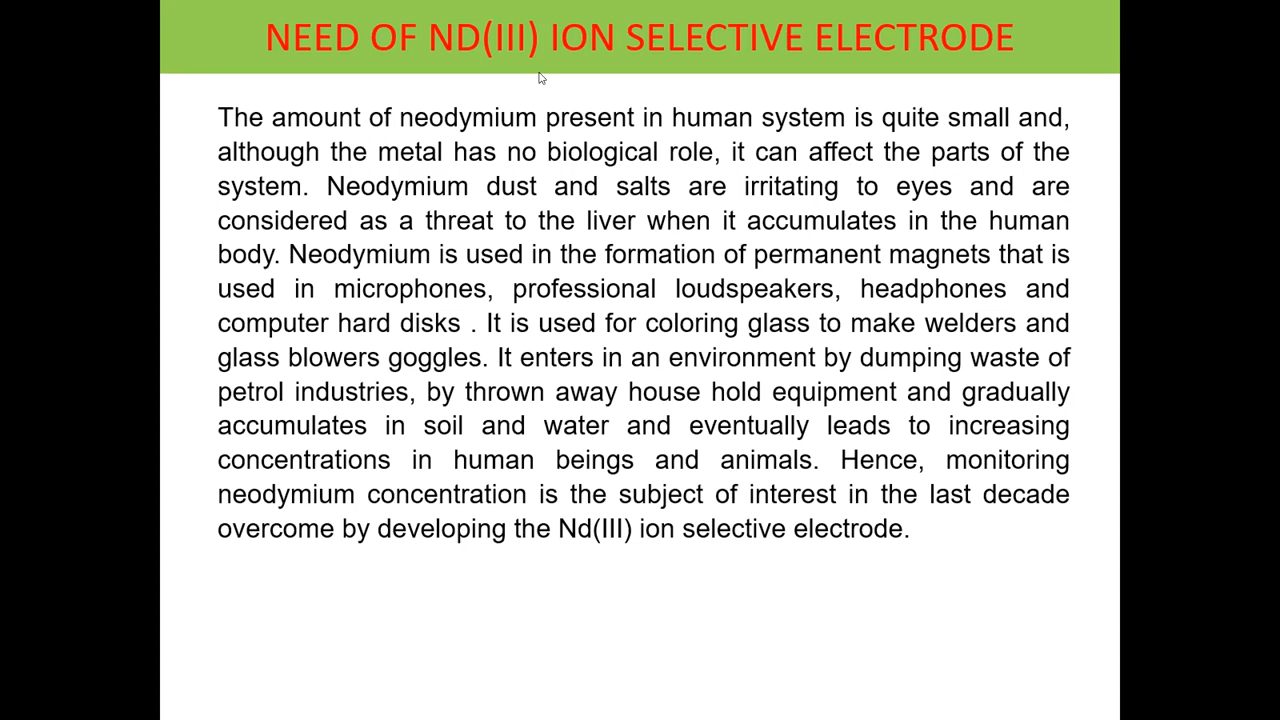 NEED OF ND(III) ION SELECTIVE ELECTRODE
The amount of neodymium present in human system is quite small and,
although the metal has no biological role, it can affect the parts of the
system. Neodymium dust and salts are irritating to eyes and are
considered as a threat to the liver when it accumulates in the human
body. Neodymium is used in the formation of permanent magnets that is
used in microphones, professional loudspeakers, headphones and
computer hard disks . It is used for coloring glass to make welders and
glass blowers goggles. It enters in an environment by dumping waste of
petrol industries, by thrown away house hold equipment and gradually
accumulates in soil and water and eventually leads to increasing
concentrations in human beings and animals. Hence, monitoring
neodymium concentration is the subject of interest in the last decade
overcome by developing the Nd(III) ion selective electrode.